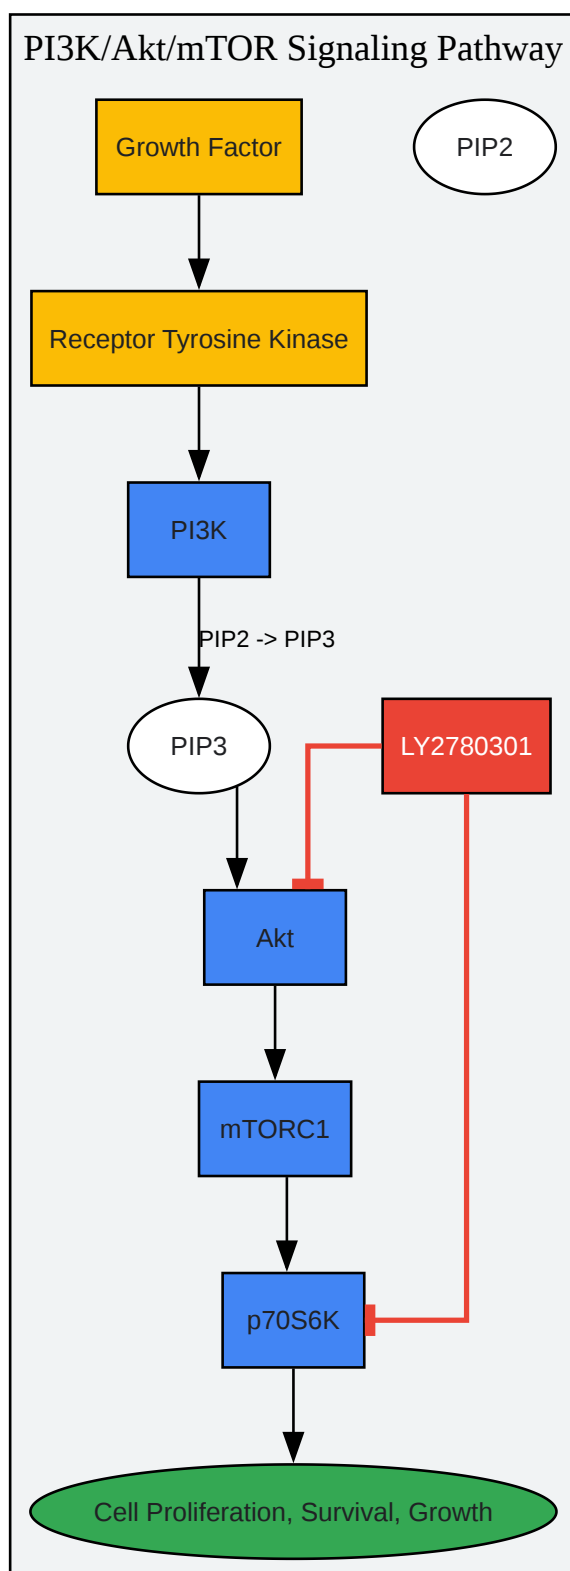 PI3K/Akt/mTOR Signaling Pathway
Growth Factor
PIP2
Receptor Tyrosine Kinase
PI3K
PIP2 -> PIP3
PIP3
LY2780301
Akt
mTORC1
p70S6K
Cell Proliferation, Survival, Growth